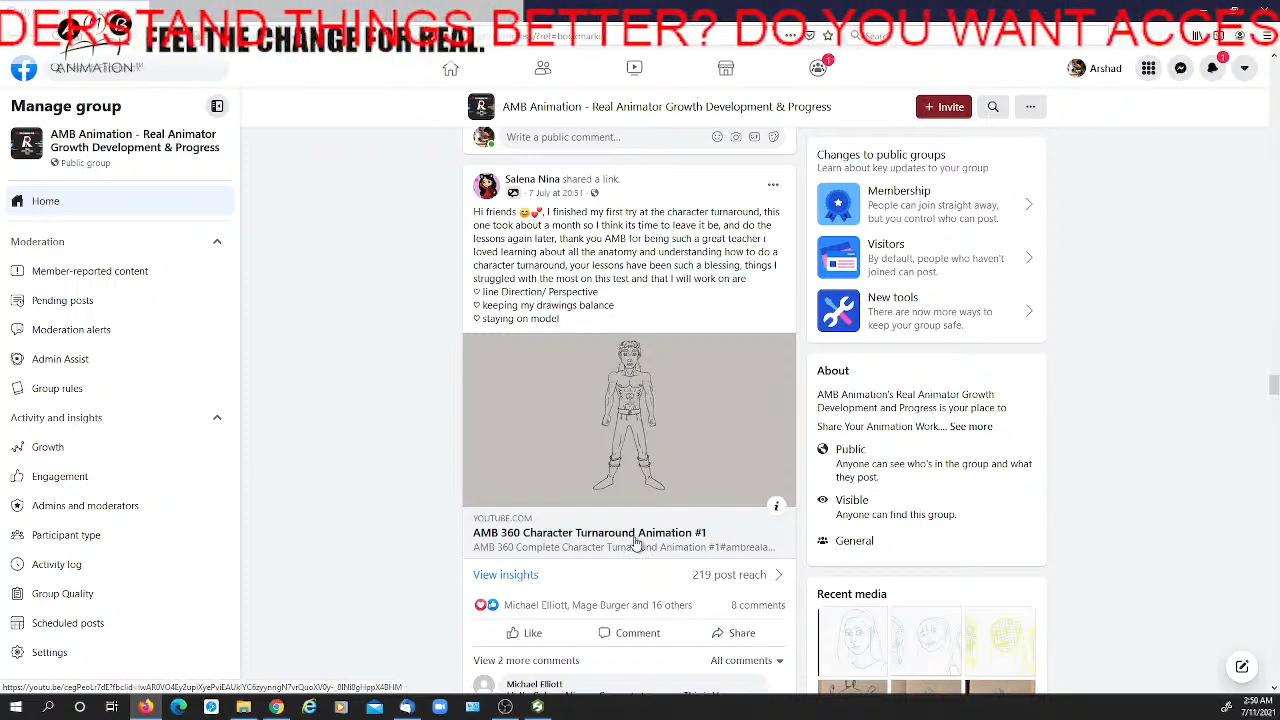 DERSTAND THINGS BETTER? DO YOU WANT ACCES
FEEL THE CHANGE FOR REAL.
ANIMATION
?ref=bookmarks
Search
Arshad
1
1
Manage group
AMB Animation - Real Animator
Growth Development & Progress
Public group
Home
Moderation
Member-reported content
Pending posts
Moderation alerts
Admin Assist
Group rules
Activity and insights
Growth
Engagement
Admins and moderators
Participant type
Activity log
Group Quality
Scheduled posts
Settings
AMB Animation - Real Animator Growth Development & Progress
+ Invite
Write a public comment...
Salena Nina shared a link.
7 July at 20:51
Hi friends 😊💕, I finished my first try at the character turnaround, this
one took about a month so I think its time to leave it be, and do the
lessons again later, thank you AMB for being such a great teacher i
loved learning about all the anatomy and understanding how to do a
character turnaround, your lessons have been such a blessing, things I
struggled with the most on this test and that I will work on are
♡ line Direction/ Perspective
♡ keeping my drawings balance
♡ staying on model
YOUTUBE.COM
AMB 360 Character Turnaround Animation #1
AMB 360 Complete Character Turnaround Animation #1#ambreala...
View insights
219 post reach
Michael Elliott, Mage Burger and 16 others
8 comments
Like
Comment
Share
View 2 more comments
All comments
Michael Elliott
Changes to public groups
Learn about key updates to your group
Membership
People can join straight away,
but you control who can post.
Visitors
By default, people who haven't
joined can post.
New tools
There are now more ways to
keep your group safe.
About
AMB Animation's Real Animator Growth
Development and Progress is your place to
Share Your Animation Work.... See more
Public
Anyone can see who's in the group and what
they post.
Visible
Anyone can find this group.
General
Recent media
2:50 AM
7/11/2021